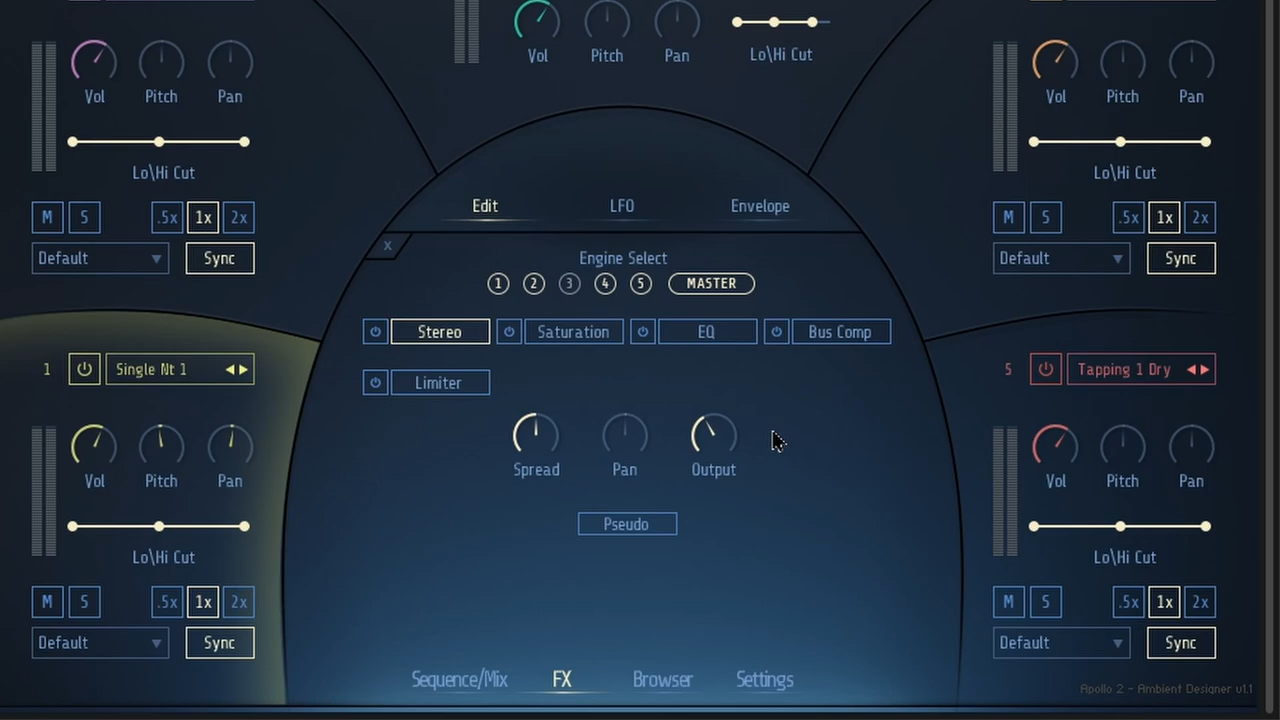 Vol Pitch Pan Lo\Hi Cut
Vol Pitch Pan
Lo\Hi Cut
M S .5x 1x 2x
Default Sync
Vol Pitch Pan
Lo\Hi Cut
M S .5x 1x 2x
Default Sync
Edit LFO Envelope
X
Engine Select
1 2 3 4 5 MASTER
Stereo Saturation EQ Bus Comp
Limiter
Spread Pan Output
Pseudo
1 Single Nt 1
Vol Pitch Pan
Lo\Hi Cut
M S .5x 1x 2x
Default Sync
5 Tapping 1 Dry
Vol Pitch Pan
Lo\Hi Cut
M S .5x 1x 2x
Default Sync
Sequence/Mix FX Browser Settings
Apollo 2 - Ambient Designer v1.1